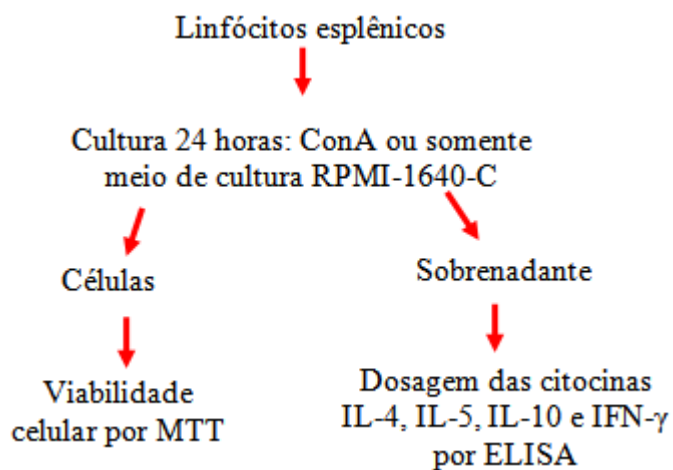 Linfócitos esplênicos
Cultura 24 horas: ConA ou somente
meio de cultura RPMI-1640-C
Células
Viabilidade
celular por MTT
Sobrenadante
Dosagem das citocinas
IL-4, IL-5, IL-10 e IFN-γ
por ELISA